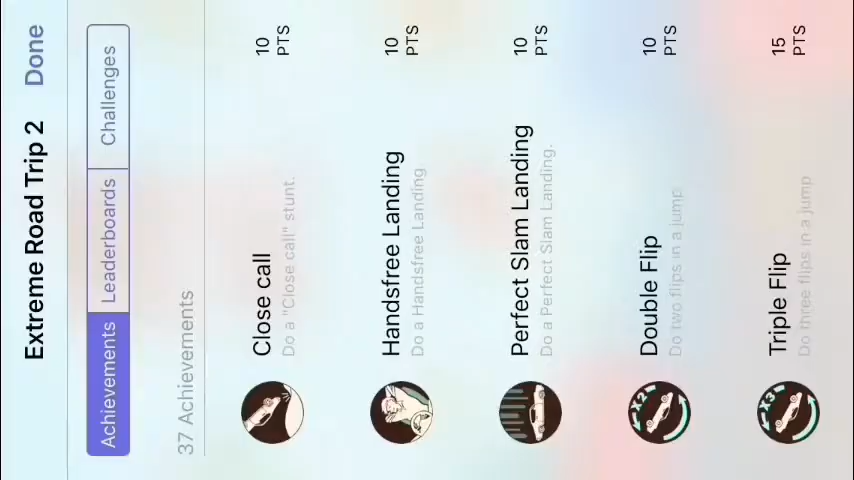 Extreme Road Trip 2
Done
Achievements
Leaderboards
Challenges
37 Achievements
Close call
Do a "Close call" stunt.
10
PTS
Handsfree Landing
Do a Handsfree Landing
10
PTS
Perfect Slam Landing
Do a Perfect Slam Landing.
10
PTS
X2
Double Flip
Do two flips in a jump
10
PTS
X3
Triple Flip
Do three flips in a jump
15
PTS